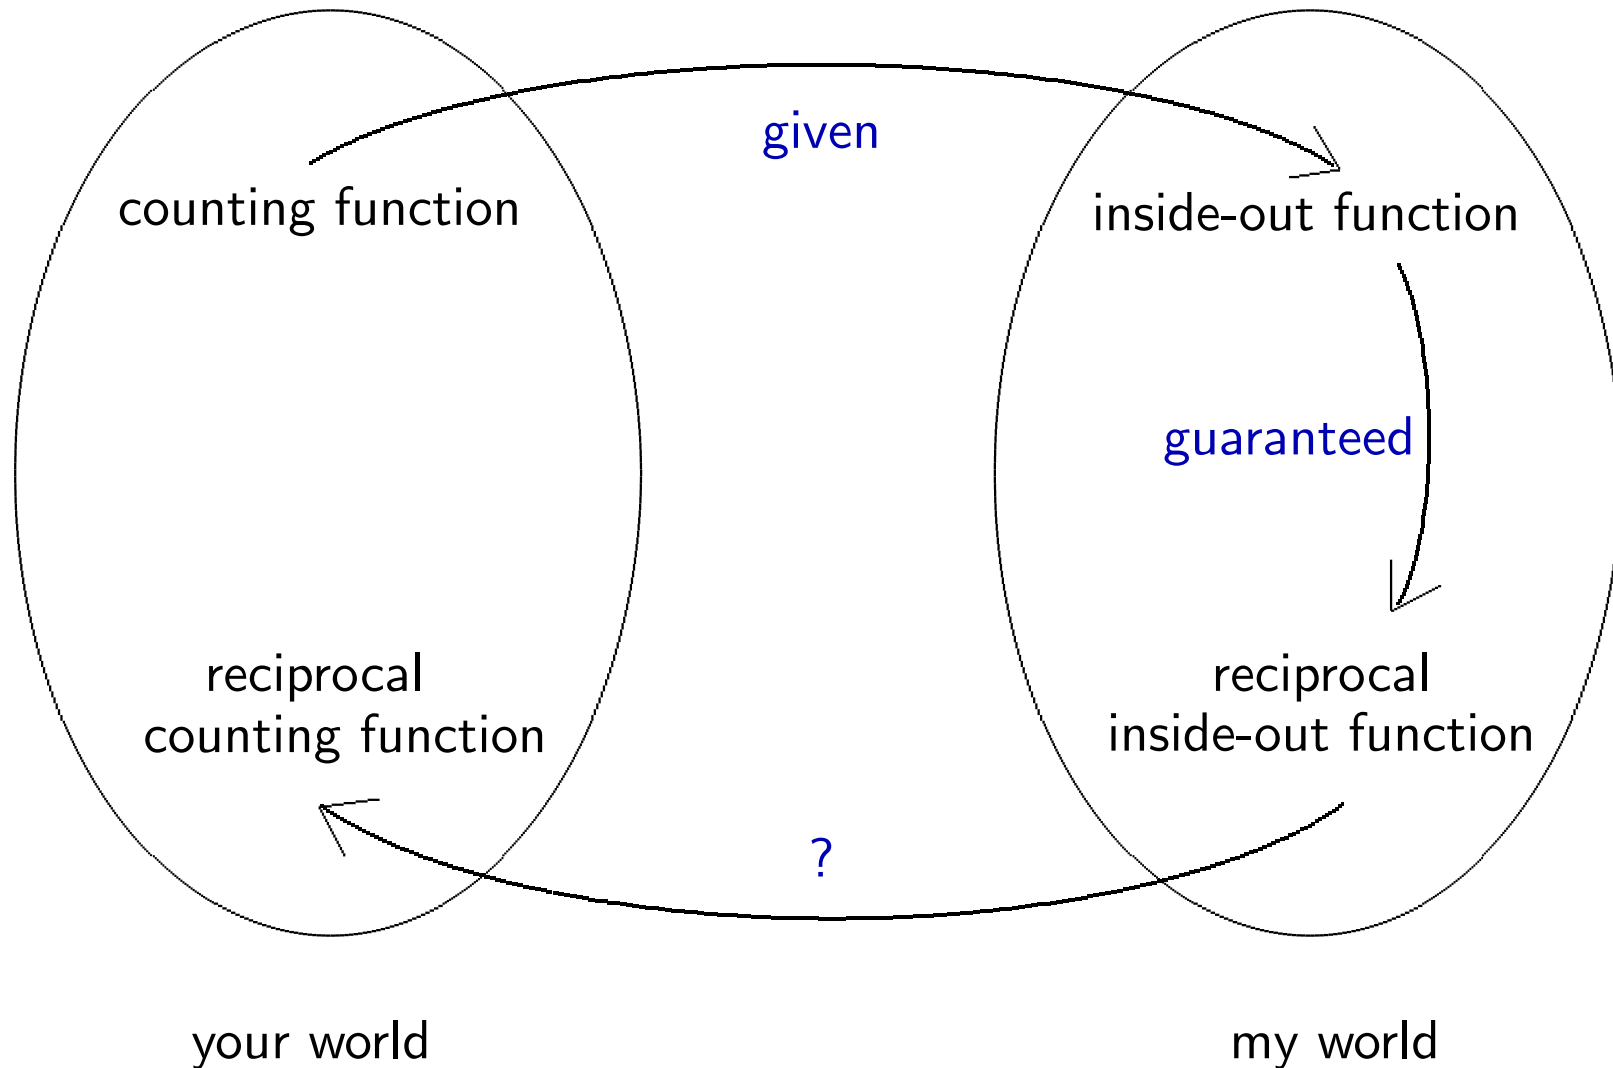 given
counting function
inside-out function
guaranteed
reciprocal
counting function
reciprocal
inside-out function
?
your world
my world